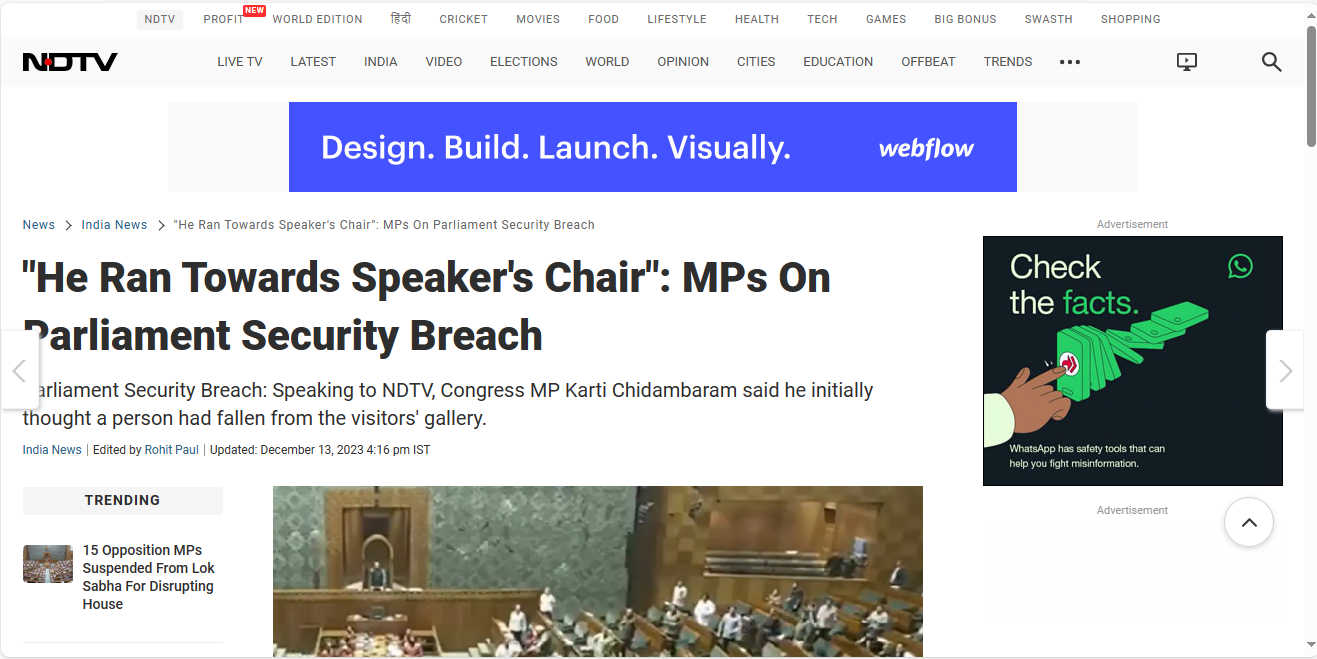 NDTV PROFIT NEW WORLD EDITION हिंदी CRICKET MOVIES FOOD LIFESTYLE HEALTH TECH GAMES BIG BONUS SWASTH SHOPPING
NDTV LIVE TV LATEST INDIA VIDEO ELECTIONS WORLD OPINION CITIES EDUCATION OFFBEAT TRENDS
Design. Build. Launch. Visually. webflow
News India News "He Ran Towards Speaker's Chair": MPs On Parliament Security Breach
"He Ran Towards Speaker's Chair": MPs On
Parliament Security Breach
Parliament Security Breach: Speaking to NDTV, Congress MP Karti Chidambaram said he initially
thought a person had fallen from the visitors' gallery.
India News | Edited by Rohit Paul | Updated: December 13, 2023 4:16 pm IST
TRENDING
15 Opposition MPs
Suspended From Lok
Sabha For Disrupting
House
Advertisement
Check
the facts.
WhatsApp has safety tools that can
help you fight misinformation.
Advertisement